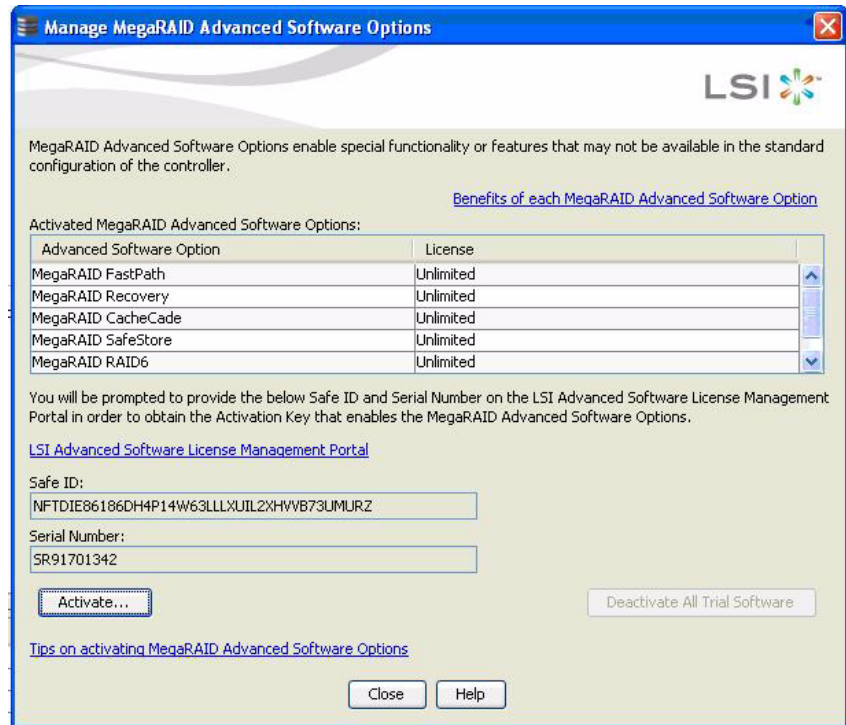 Manage MegaRAID Advanced Software Options
LSI
MegaRAID Advanced Software Options enable special functionality or features that may not be available in the standard
configuration of the controller.
Benefits of each MegaRAID Advanced Software Option
Activated MegaRAID Advanced Software Options:
Advanced Software Option License
MegaRAID FastPath Unlimited
MegaRAID Recovery Unlimited
MegaRAID CacheCade Unlimited
MegaRAID SafeStore Unlimited
MegaRAID RAID6 Unlimited
You will be prompted to provide the below Safe ID and Serial Number on the LSI Advanced Software License Management
Portal in order to obtain the Activation Key that enables the MegaRAID Advanced Software Options.
LSI Advanced Software License Management Portal
Safe ID:
NFTDIE86186DH4P14W63LLLXUIL2XHVVB73UMURZ
Serial Number:
SR91701342
Activate... Deactivate All Trial Software
Tips on activating MegaRAID Advanced Software Options
Close Help